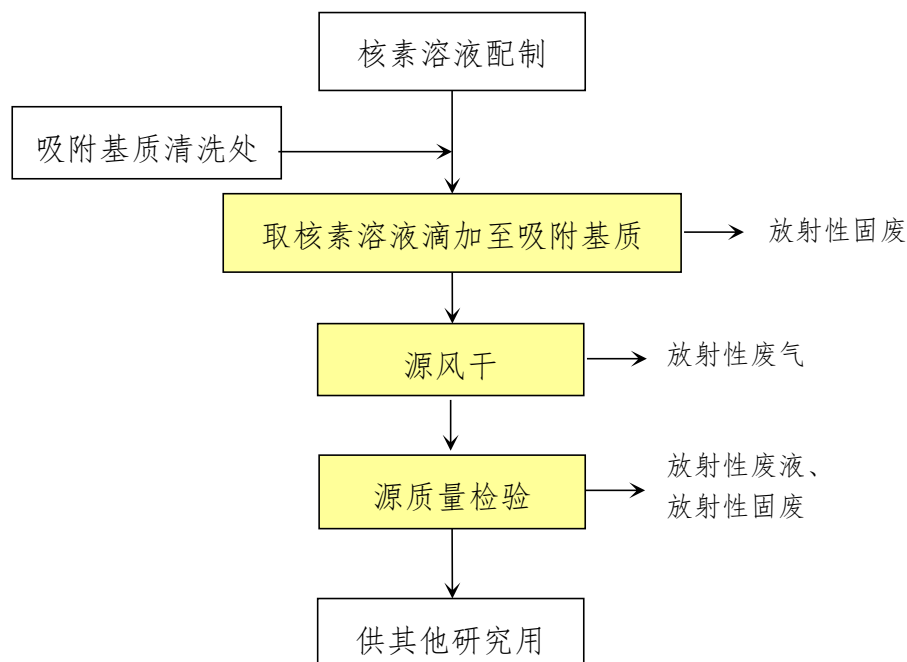 核素溶液配制
吸附基质清洗处
取核素溶液滴加至吸附基质
放射性固废
源风干
放射性废气
源质量检验
放射性废液、
放射性固废
供其他研究用